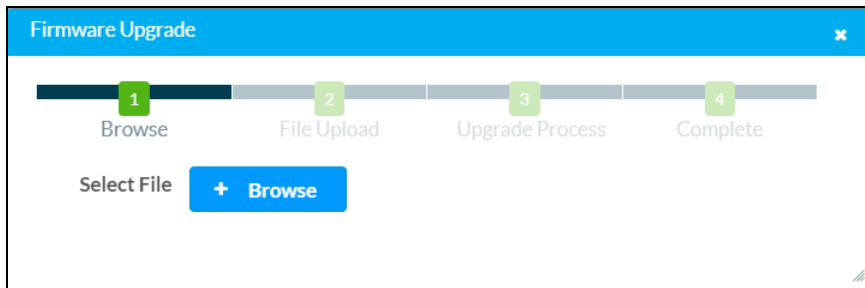 Firmware Upgrade
1 2 3 4
Browse File Upload Upgrade Process Complete
Select File + Browse